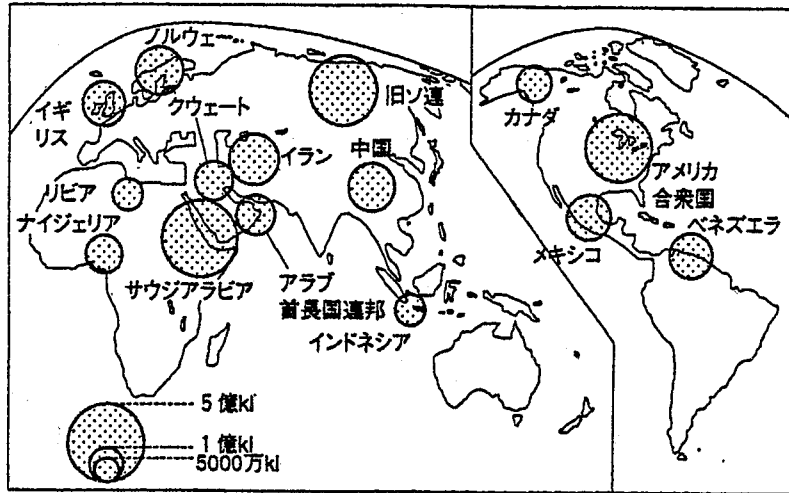 ノルウェー
イギ
リス
クウェート
旧ソ連
カナダ
イラン
中国
アメリカ
合衆国
リビア
ナイジェリア
ベネズエラ
メキシコ
サウジアラビア
アラブ
首長国連邦
インドネシア
5億kl
1億kl
5000万kl